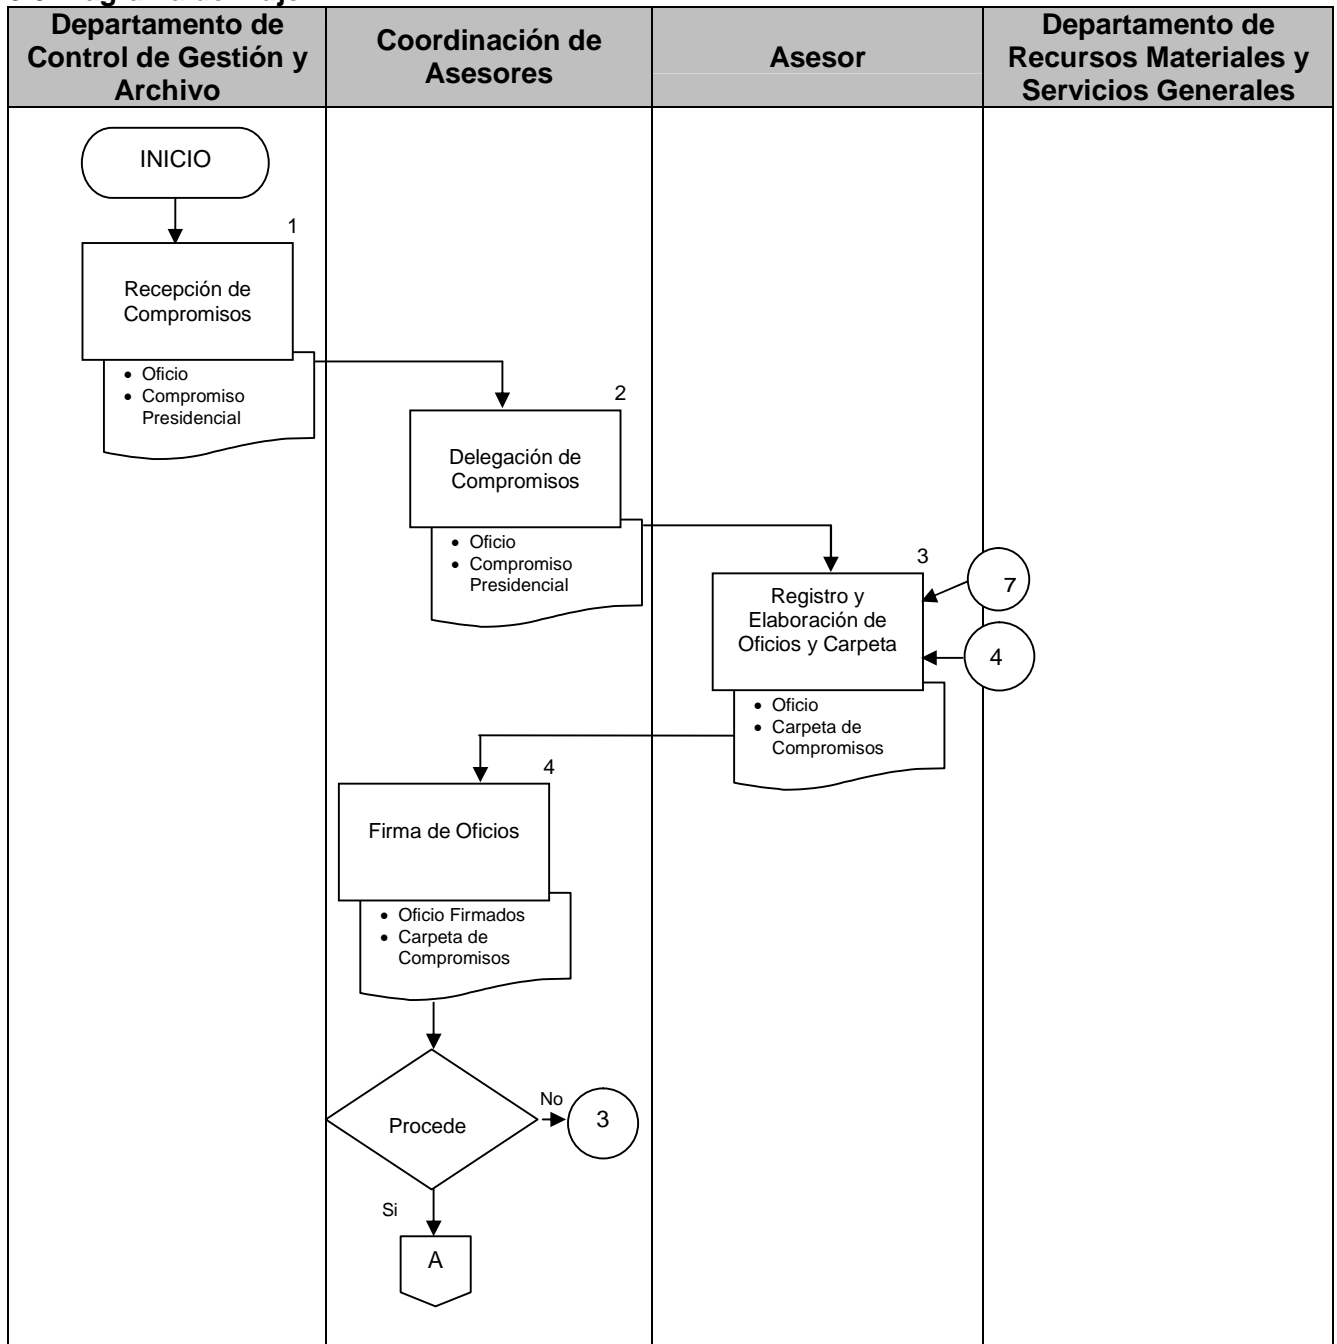 Departamento de
Control de Gestión y
Archivo
Coordinación de
Asesores
Asesor
Departamento de
Recursos Materiales y
Servicios Generales
INICIO
1
Recepción de
Compromisos
• Oficio
• Compromiso
Presidencial
2
Delegación de
Compromisos
• Oficio
• Compromiso
Presidencial
3
Registro y
Elaboración de
Oficios y Carpeta
7
4
• Oficio
• Carpeta de
Compromisos
4
Firma de Oficios
• Oficio Firmados
• Carpeta de
Compromisos
Procede
No
3
Si
A